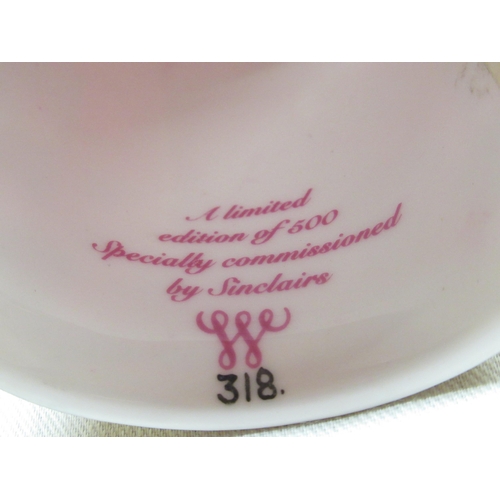 A limited
edition of 500
Specially commissioned
by Sinclairs
W
318.